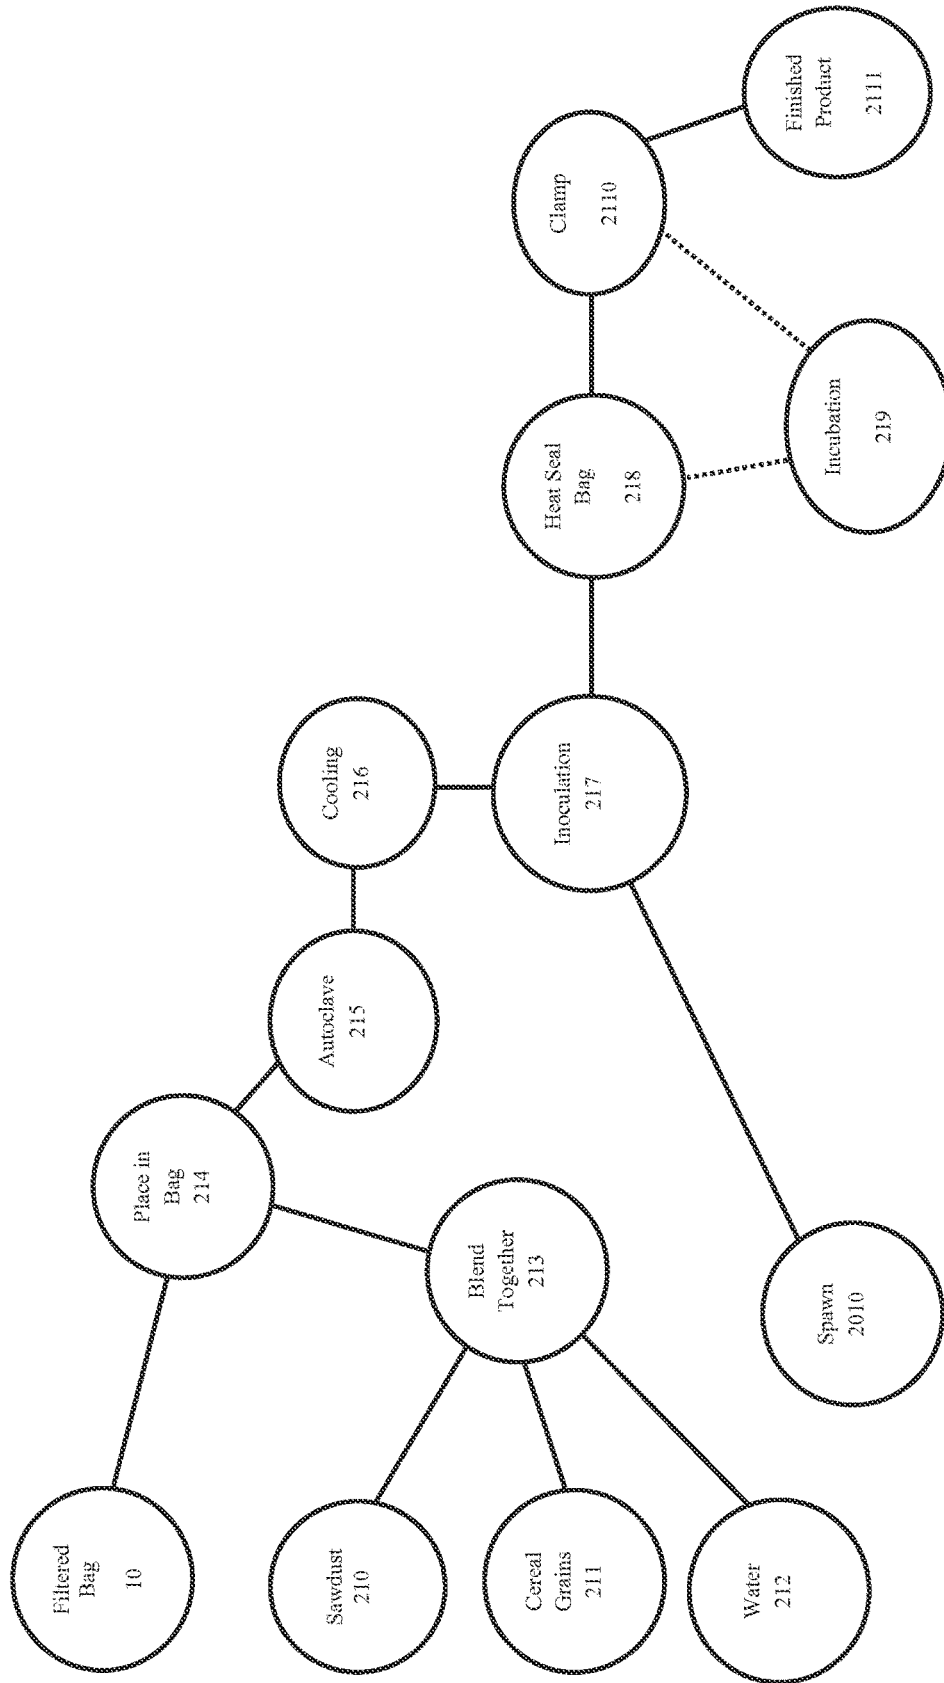 Filtered
Bag
10
Sawdust
210
Cereal
Grains
211
Water
212
Place in
Bag
214
Blend
Together
213
Spawn
2010
Autoclave
215
Cooling
216
Inoculation
217
Heat Seal
Bag
218
Incubation
219
Clamp
2110
Finished
Product
2111